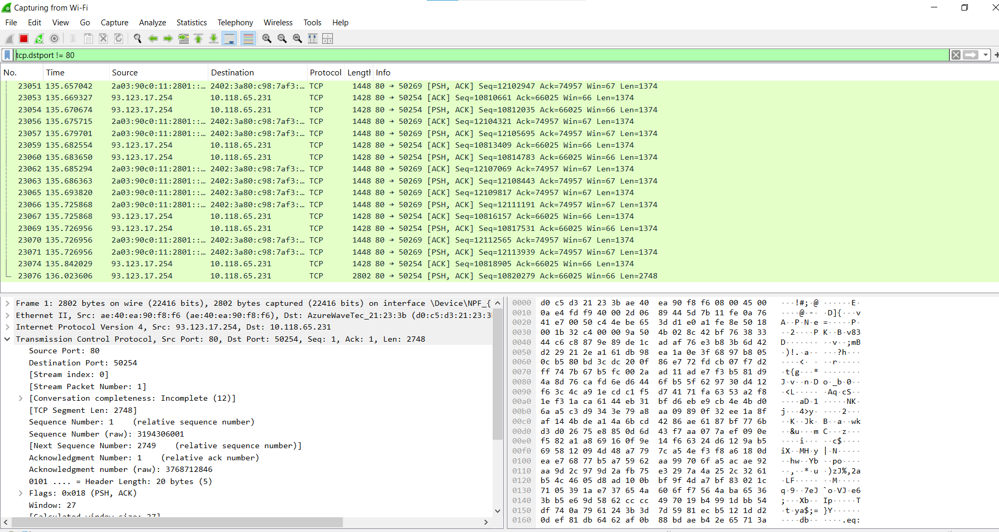 Capturing from Wi-Fi
File Edit View Go Capture Analyze Statistics Telephony Wireless Tools Help
tcp.dstport != 80
No. Time Source Destination Protocol Length Info
23051 135.657042 2a03:90c0:11:2801::… 2402:3a80:c98:7af3:… TCP 1448 80 → 50269 [PSH, ACK] Seq=12102947 Ack=74957 Win=67 Len=1374
23053 135.669327 93.123.17.254 10.118.65.231 TCP 1428 80 → 50254 [ACK] Seq=10810661 Ack=66025 Win=66 Len=1374
23054 135.670674 93.123.17.254 10.118.65.231 TCP 1428 80 → 50254 [PSH, ACK] Seq=10812035 Ack=66025 Win=66 Len=1374
23056 135.675715 2a03:90c0:11:2801::… 2402:3a80:c98:7af3:… TCP 1448 80 → 50269 [ACK] Seq=12104321 Ack=74957 Win=67 Len=1374
23057 135.679701 2a03:90c0:11:2801::… 2402:3a80:c98:7af3:… TCP 1448 80 → 50269 [PSH, ACK] Seq=12105695 Ack=74957 Win=67 Len=1374
23059 135.682554 93.123.17.254 10.118.65.231 TCP 1428 80 → 50254 [ACK] Seq=10813409 Ack=66025 Win=66 Len=1374
23060 135.683650 93.123.17.254 10.118.65.231 TCP 1428 80 → 50254 [PSH, ACK] Seq=10814783 Ack=66025 Win=66 Len=1374
23062 135.685294 2a03:90c0:11:2801::… 2402:3a80:c98:7af3:… TCP 1448 80 → 50269 [ACK] Seq=12107069 Ack=74957 Win=67 Len=1374
23063 135.686363 2a03:90c0:11:2801::… 2402:3a80:c98:7af3:… TCP 1448 80 → 50269 [PSH, ACK] Seq=12108443 Ack=74957 Win=67 Len=1374
23065 135.693820 2a03:90c0:11:2801::… 2402:3a80:c98:7af3:… TCP 1448 80 → 50269 [ACK] Seq=12109817 Ack=74957 Win=67 Len=1374
23066 135.725868 2a03:90c0:11:2801::… 2402:3a80:c98:7af3:… TCP 1448 80 → 50269 [PSH, ACK] Seq=12111191 Ack=74957 Win=67 Len=1374
23067 135.725868 93.123.17.254 10.118.65.231 TCP 1428 80 → 50254 [ACK] Seq=10816157 Ack=66025 Win=66 Len=1374
23069 135.726956 93.123.17.254 10.118.65.231 TCP 1428 80 → 50254 [PSH, ACK] Seq=10817531 Ack=66025 Win=66 Len=1374
23070 135.726956 2a03:90c0:11:2801::… 2402:3a80:c98:7af3:… TCP 1448 80 → 50269 [ACK] Seq=12112565 Ack=74957 Win=67 Len=1374
23071 135.726956 2a03:90c0:11:2801::… 2402:3a80:c98:7af3:… TCP 1448 80 → 50269 [PSH, ACK] Seq=12113939 Ack=74957 Win=67 Len=1374
23074 135.842029 93.123.17.254 10.118.65.231 TCP 1428 80 → 50254 [ACK] Seq=10818905 Ack=66025 Win=66 Len=1374
23076 136.023606 93.123.17.254 10.118.65.231 TCP 2802 80 → 50254 [PSH, ACK] Seq=10820279 Ack=66025 Win=66 Len=2748
Frame 1: 2802 bytes on wire (22416 bits), 2802 bytes captured (22416 bits) on interface \Device\NPF_{
Ethernet II, Src: ae:40:ea:90:f8:f6 (ae:40:ea:90:f8:f6), Dst: AzureWaveTec_21:23:3b (d0:c5:d3:21:23:3
Internet Protocol Version 4, Src: 93.123.17.254, Dst: 10.118.65.231
Transmission Control Protocol, Src Port: 80, Dst Port: 50254, Seq: 1, Ack: 1, Len: 2748
Source Port: 80
Destination Port: 50254
[Stream index: 0]
[Stream Packet Number: 1]
[Conversation completeness: Incomplete (12)]
[TCP Segment Len: 2748]
Sequence Number: 1 (relative sequence number)
Sequence Number (raw): 3194306001
[Next Sequence Number: 2749 (relative sequence number)]
Acknowledgment Number: 1 (relative ack number)
Acknowledgment number (raw): 3768712846
0101 .... = Header Length: 20 bytes (5)
Flags: 0x018 (PSH, ACK)
Window: 27
[Calculated window size: 27]
0000 d0 c5 d3 21 23 3b ae 40 ea 90 f8 f6 08 00 45 00 ···!#;·@ ······E·
0010 0a e4 fd f9 40 00 2d 06 89 44 5d 7b 11 fe 0a 76 ····@·-· ·D]{···v
0020 41 e7 00 50 c4 4e be 65 3d d1 e0 a1 fe 8e 50 18 A··P·N·e =·····P·
0030 00 1b 32 c4 00 00 9a 50 4b 02 8c 42 bf 76 38 33 ··2····P K··B·v83
0040 44 c6 c8 87 9e 89 de 1c ad af 76 e3 b8 3b 6d 42 D······· ··v··;mB
0050 d2 29 21 2e a1 61 db 98 ea 1a 0e 3f 68 97 b8 05 ·)!.·a·· ···?h···
0060 0c b5 80 bd 3c dc 20 0f 86 e7 72 fd cb 07 f7 d2 ····<· · ··r·····
0070 ff 74 7b 67 b5 fc 00 2a ad 11 ad e7 f3 b5 81 d9 ·t{g···* ········
0080 4a 8d 76 ca fd 6e d6 44 6f b5 5f 62 97 30 d4 12 J·v··n·D o·_b·0··
0090 f6 3c 4c a9 1e cd c1 f5 d7 41 71 fa 63 53 a2 f8 ·<L····· ·Aq·cS··
00a0 1e f3 1a ca 61 44 eb 31 bf d6 eb e9 cb 4e 4b d0 ····aD·1 ·····NK·
00b0 6a a5 c3 d9 34 3e 79 a8 aa 09 89 0f 32 ee 1a 8f j···4>y· ····2···
00c0 af 14 4b de a1 4a 6b cd 42 86 ae 61 87 bf 77 6b ··K··Jk· B··a··wk
00d0 d3 d0 26 75 e8 85 0d 6d 43 f7 aa 07 7a ef 09 0e ··&u···m C···z···
00e0 f5 82 a1 a8 69 16 0f 9e 14 f6 63 24 d6 12 9a b5 ····i··· ··c$····
00f0 69 58 12 09 4d 48 a7 79 7c a5 4e f3 f8 a6 18 0d iX··MH·y |·N·····
0100 ea e7 68 77 b5 a7 59 62 aa 99 70 6f a5 ac ae 92 ··hw··Yb ··po····
0110 aa 9d 2c 97 9d 2a fb 75 e3 29 7a 4a 25 2c 32 61 ··,··*·u ·)zJ%,2a
0120 b5 4c 46 05 d8 ad 10 0b bf 9f 4d a7 bf 83 02 1c ·LF····· ··M·····
0130 71 05 39 1a e7 37 65 4a 60 6f f7 56 4a ba 65 36 q·9··7eJ `o·VJ·e6
0140 3b b5 e6 9d 58 62 cc cc 49 70 19 b4 99 1d bb 54 ;···Xb·· Ip·····T
0150 df 74 0a 79 61 24 3b 3d 7d 59 81 ec b5 12 1d d2 ·t·ya$;= }Y······
0160 0d ef 81 db 64 62 af 0b 88 bd ae b4 2e 65 71 3a ····db·· ····.eq: